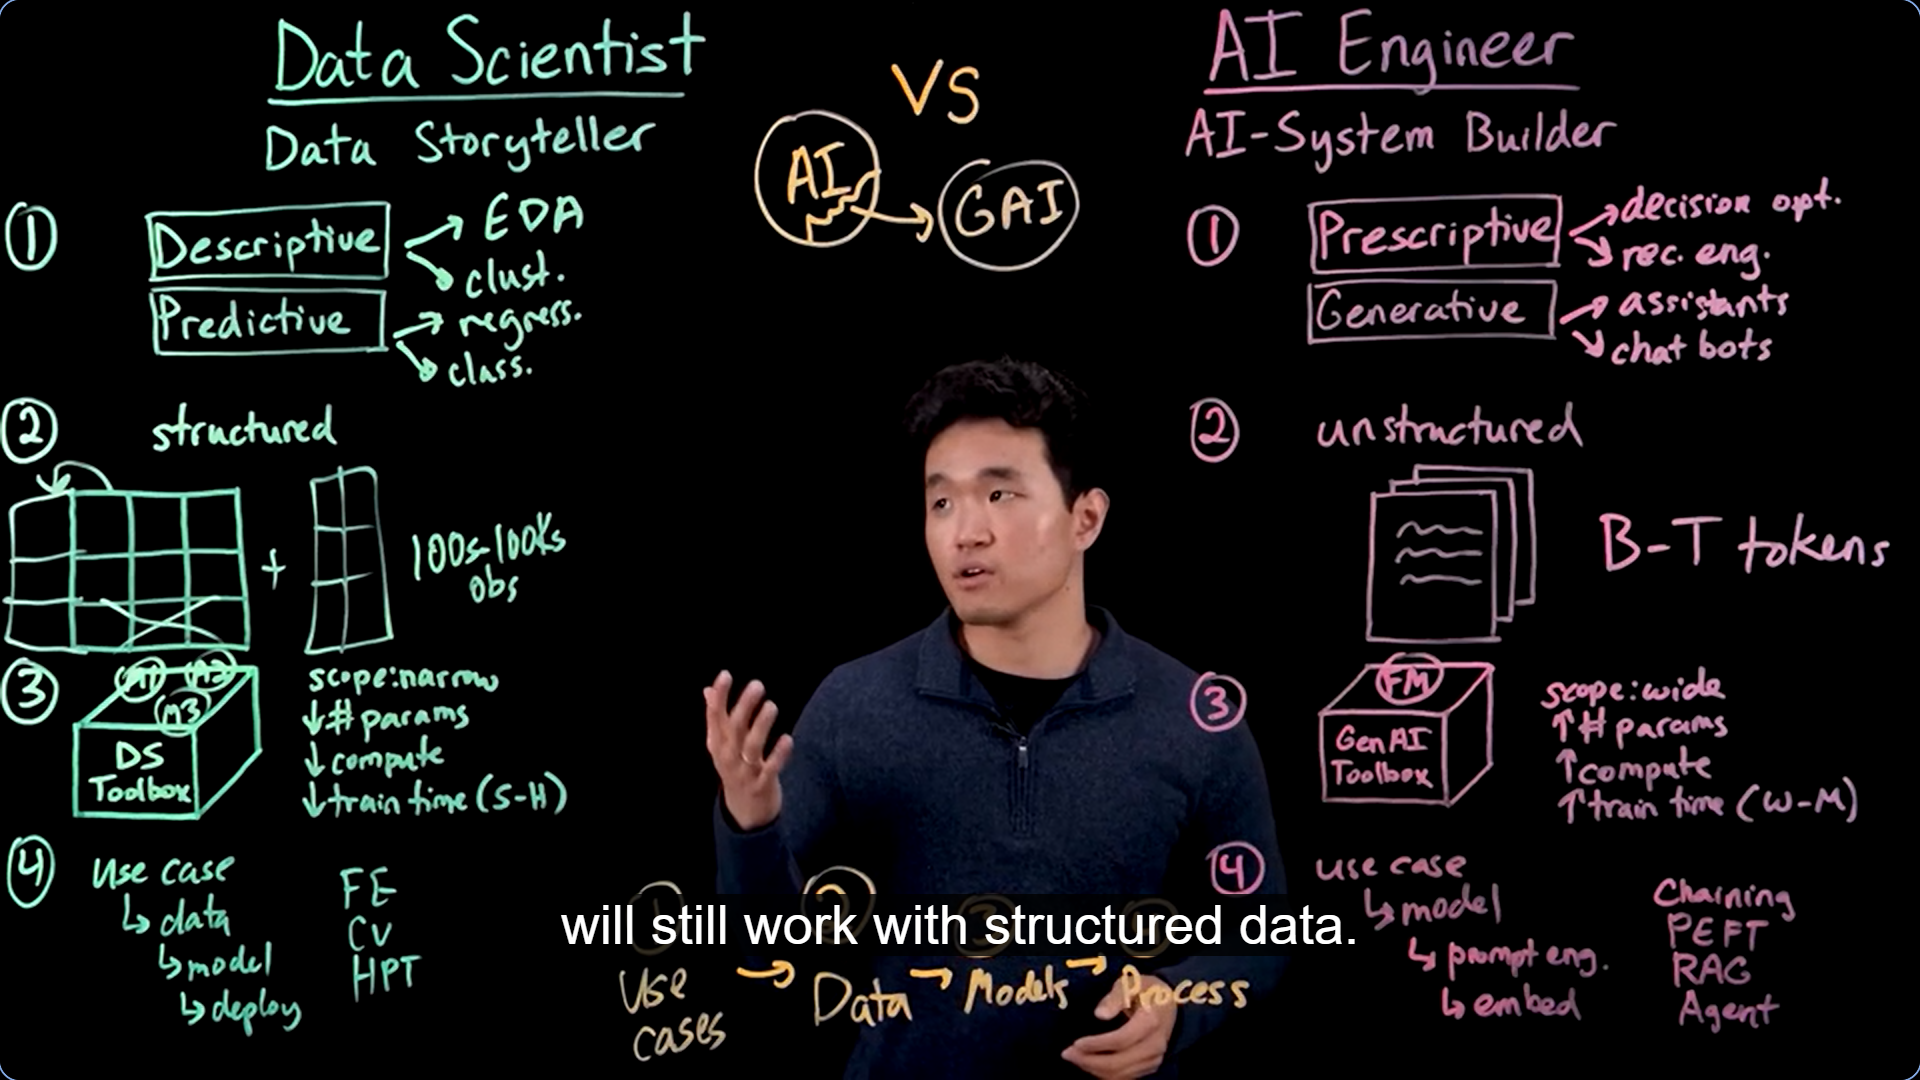 Data Scientist
Data Storyteller
1
Descriptive
EDA
clust.
Predictive
regress.
class.
2
structured
+
100s-100Ks
obs
3
M1 M2
M3
DS
Toolbox
scope:narrow
↓# params
↓compute
↓train time (S-H)
4
use case
↳data
↳model
↳deploy
FE
CV
HPT
VS
AI
GAI
AI Engineer
AI-System Builder
1
Prescriptive
decision opt.
rec. eng.
Generative
assistants
chat bots
2
unstructured
B-T tokens
3
FM
GenAI
Toolbox
scope:wide
↑# params
↑compute
↑train time (W-M)
4
use case
↳model
↳prompt eng.
↳embed
Chaining
PEFT
RAG
Agent
1 2 3
Use cases → Data → Models → Process
will still work with structured data.